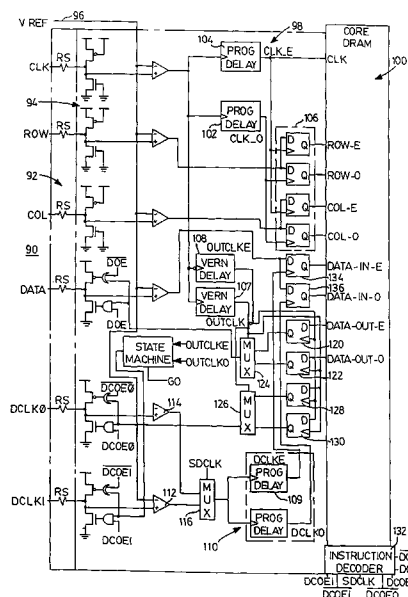 V REF
96
98
CORE
DRAM
104
PROG
DELAY
CLK_E
100
CLK
RS
CLK
94
PROG
DELAY
106
102
CLK_O
ROW
RS
D Q
ROW-E
D Q
ROW-O
92
D Q
COL-E
COL
RS
D Q
COL-O
90
108
OUTCLKE
D Q
DATA-IN-E
VERN
DELAY
134
136
DOE
DATA
RS
D Q
DATA-IN-O
VERN
DELAY
107
DOE
OUTCLK
DATA-OUT-E
Q D
120
STATE
MACHINE
OUTCLKE
OUTCLKO
MUX
DATA-OUT-O
Q D
122
124
GO
DCOE0
126
MUX
Q D
128
DCLK0
RS
114
Q D
130
DCOE0
SDCLK
DCLKE
DCOE1
MUX
PROG
DELAY
109
DCLK1
RS
112
116
PROG
DELAY
DCLKO
DCOE1
110
132
INSTRUCTION
DECODER
DCOE1
SDCLK
DCOE1
DCOE0